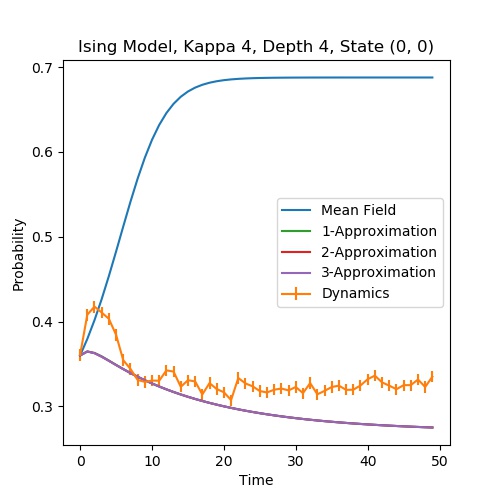 Ising Model, Kappa 4, Depth 4, State (0, 0)
0.7
0.6
0.5
0.4
0.3
Probability
Mean Field
1-Approximation
2-Approximation
3-Approximation
Dynamics
0 10 20 30 40 50
Time